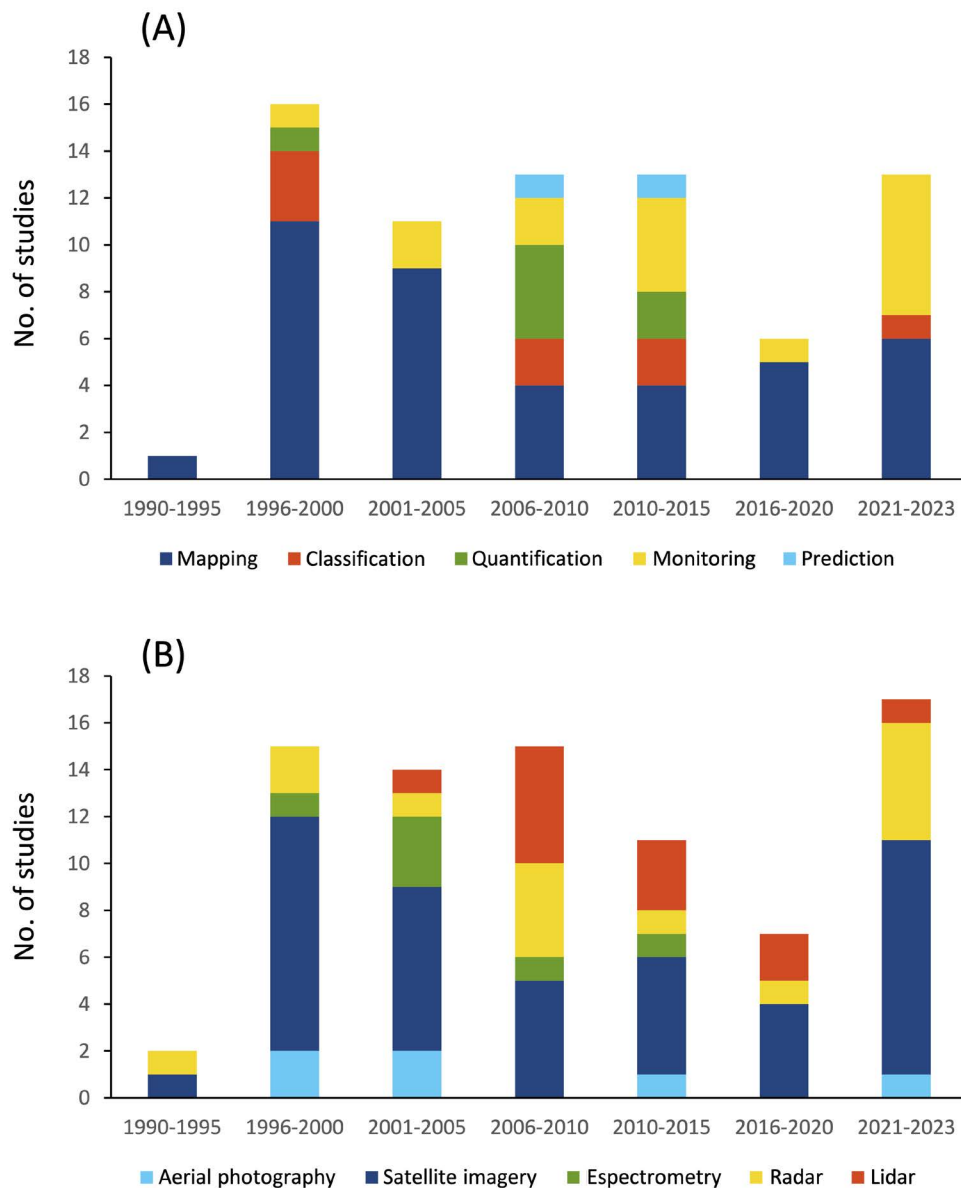 (A)
No. of studies
18
16
14
12
10
8
6
4
2
0
1990-1995 1996-2000 2001-2005 2006-2010 2010-2015 2016-2020 2021-2023
Mapping Classification Quantification Monitoring Prediction
(B)
No. of studies
18
16
14
12
10
8
6
4
2
0
1990-1995 1996-2000 2001-2005 2006-2010 2010-2015 2016-2020 2021-2023
Aerial photography Satellite imagery Espectrometry Radar Lidar